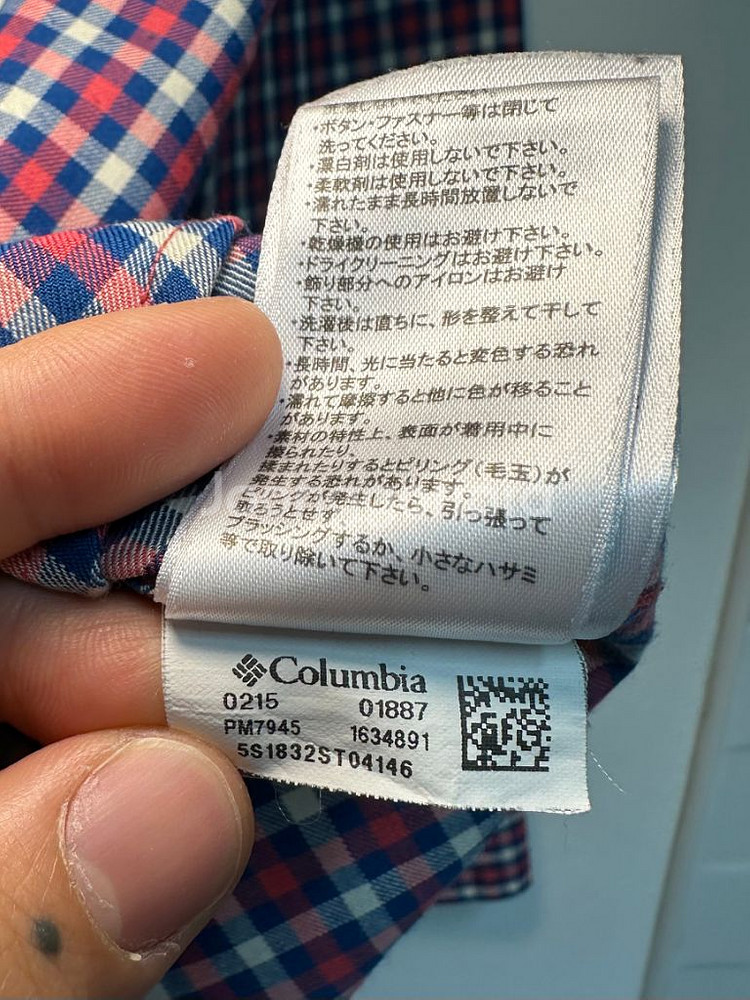 ・ボタン・ファスナー等は閉じて
洗ってください。
・漂白剤は使用しないで下さい。
・柔軟剤は使用しないで下さい。
・濡れたまま長時間放置しないで
下さい。
・乾燥機の使用はお避け下さい。
・ドライクリーニングはお避け下さい。
・飾り部分へのアイロンはお避け
下さい。
・洗濯後は直ちに、形を整えて干して
下さい。
・長時間、光に当たると変色する恐れ
があります。
・濡れて摩擦すると他に色が移ること
があります。
・素材の特性上、表面が着用中に
擦られたり、
揉まれたりするとピリング(毛玉)が
発生する恐れがあります。
ピリングが発生したら、引っ張って
取ろうとせず
ブラッシングするか、小さなハサミ
等で取り除いて下さい。
Columbia
0215 01887
PM7945 1634891
5S1832ST04146